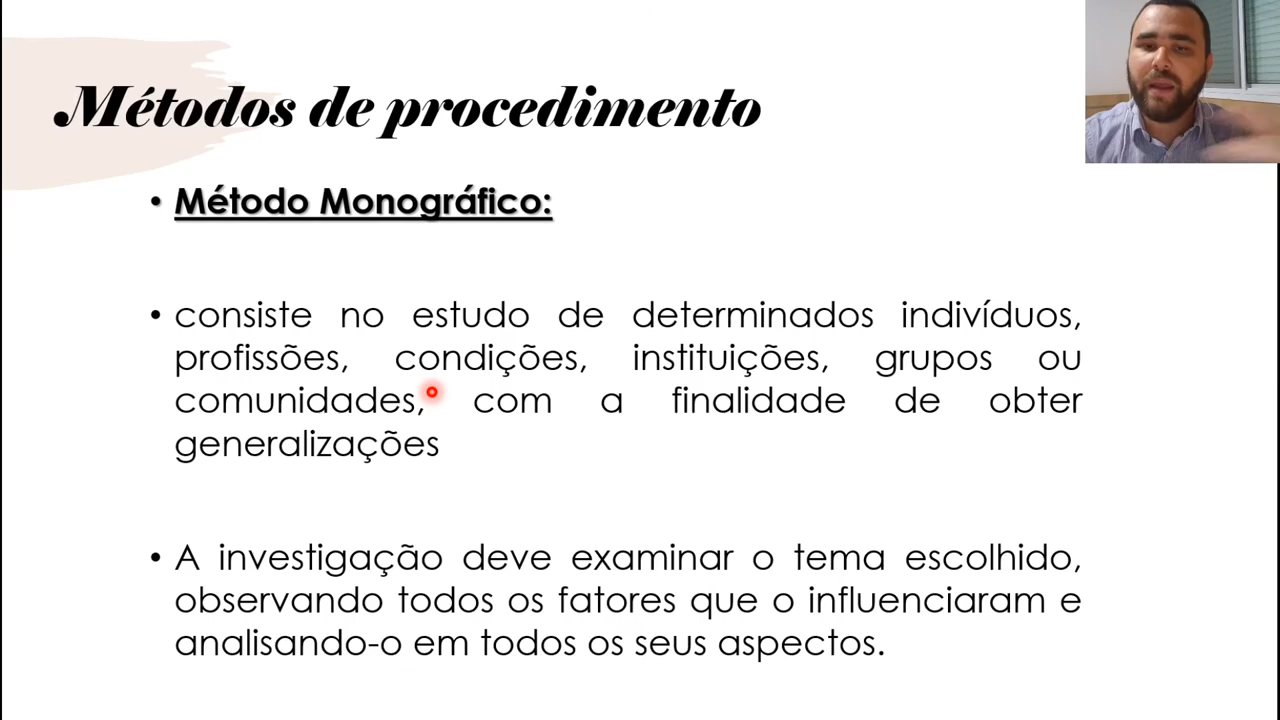 Métodos de procedimento
• Método Monográfico:
• consiste no estudo de determinados indivíduos,
profissões, condições, instituições, grupos ou
comunidades, com a finalidade de obter
generalizações
• A investigação deve examinar o tema escolhido,
observando todos os fatores que o influenciaram e
analisando-o em todos os seus aspectos.